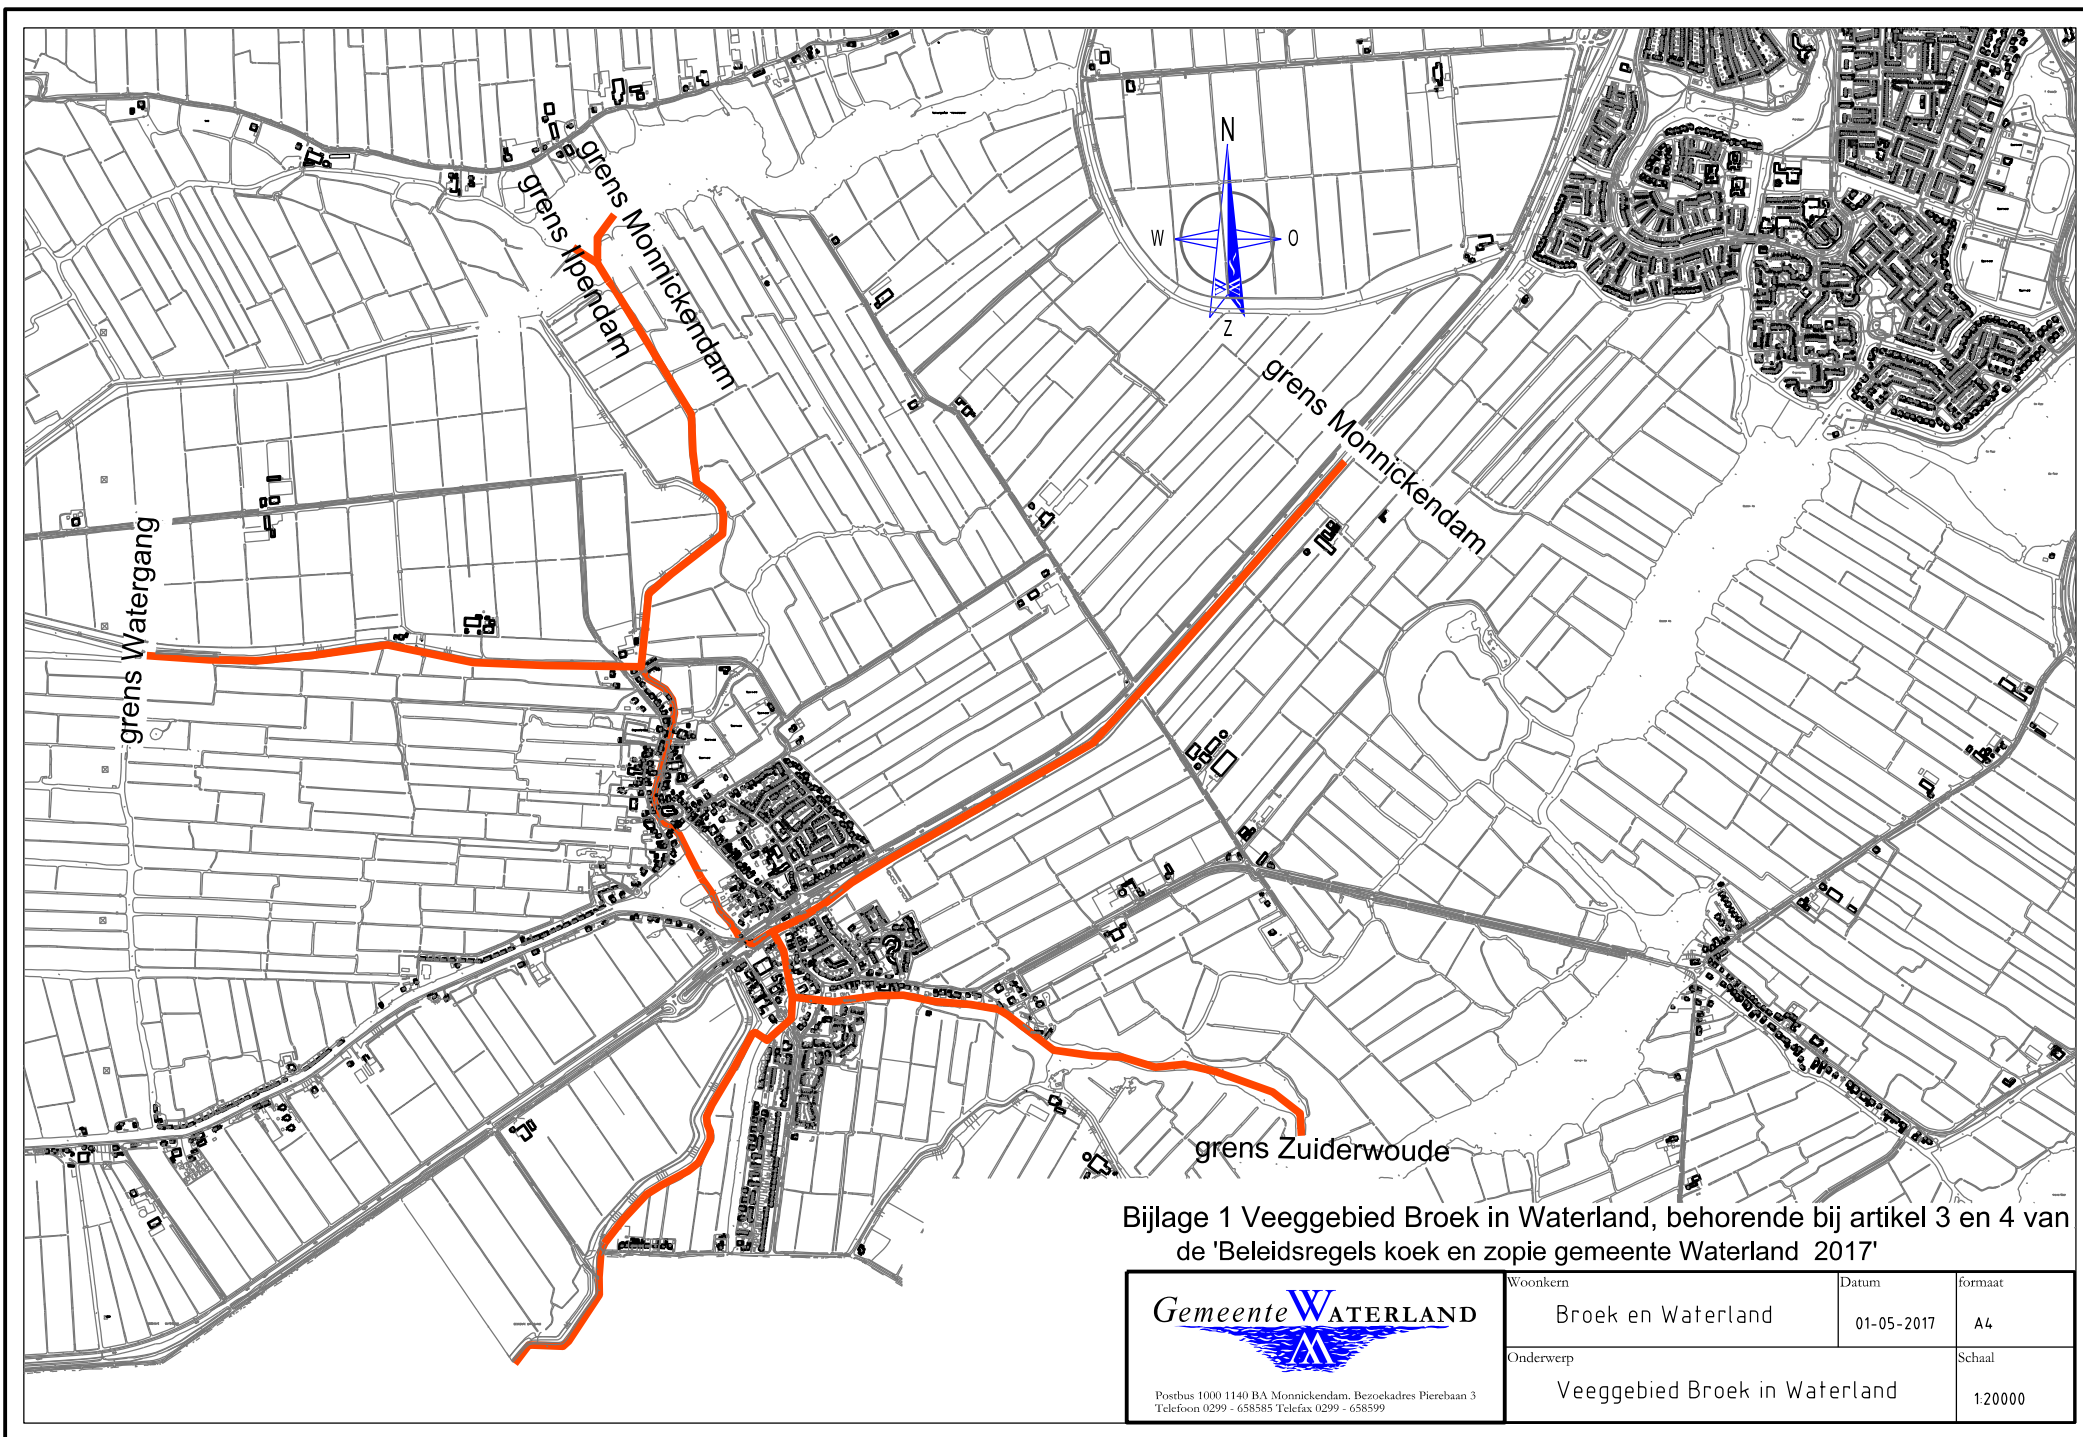 grens Monnickendam
grens Ilpendam
N
W
O
Z
grens Monnickendam
grens Watergang
grens Zuiderwoude
Bijlage 1 Veeggebied Broek in Waterland, behorende bij artikel 3 en 4 van
de 'Beleidsregels koek en zopie gemeente Waterland 2017'
Gemeente WATERLAND
Postbus 1000 1140 BA Monnickendam. Bezoekadres Pierebaan 3
Telefoon 0299 - 658585 Telefax 0299 - 658599
Woonkern
Broek en Waterland
Datum
01-05-2017
formaat
A4
Onderwerp
Veeggebied Broek in Waterland
Schaal
1:20000